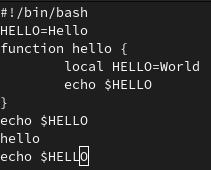 #!/bin/bash
HELLO=Hello
function hello {
        local HELLO=World
        echo $HELLO
}
echo $HELLO
hello
echo $HELLO